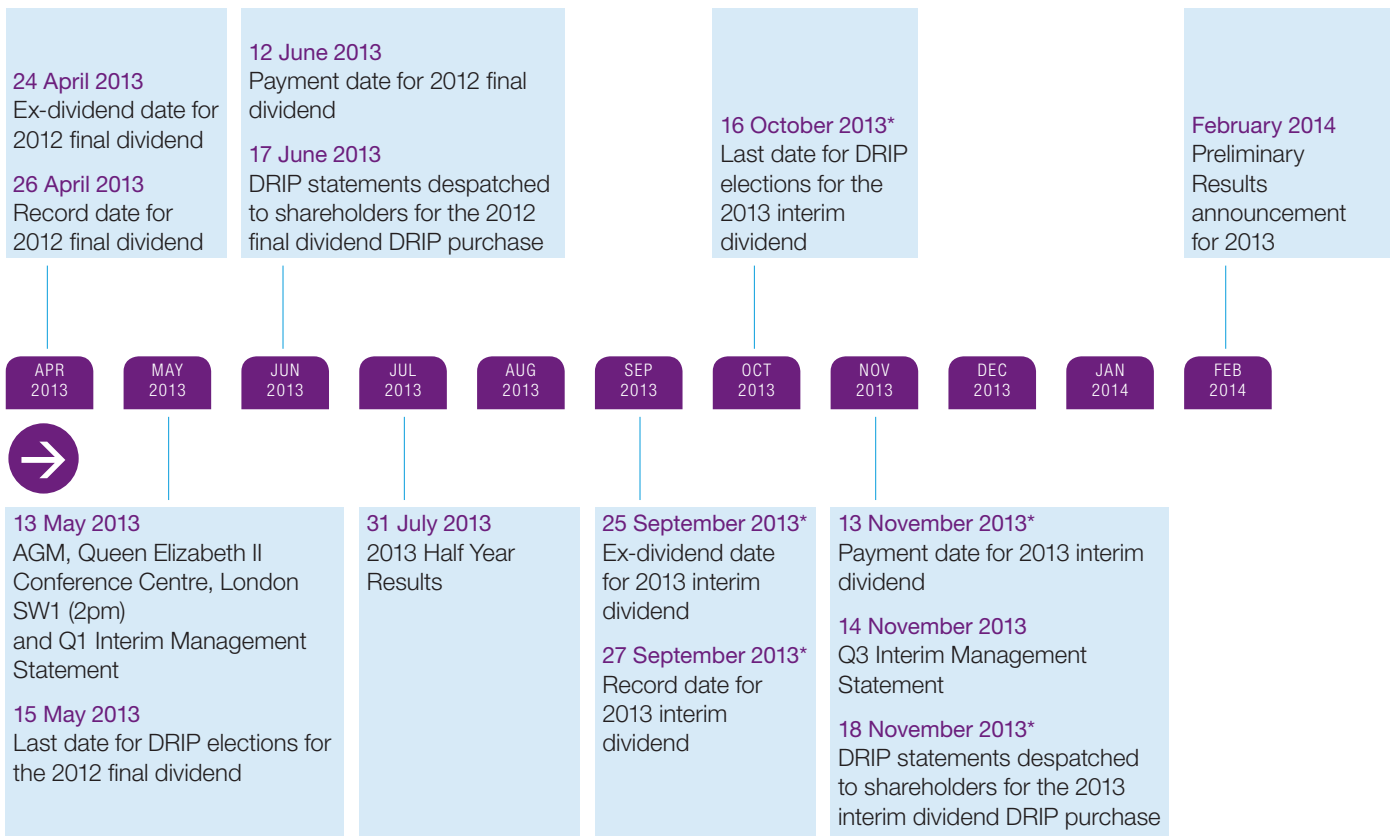 24 April 2013
Ex-dividend date for
2012 final dividend
26 April 2013
Record date for
2012 final dividend
12 June 2013
Payment date for 2012 final
dividend
17 June 2013
DRIP statements despatched
to shareholders for the 2012
final dividend DRIP purchase
16 October 2013*
Last date for DRIP
elections for the
2013 interim
dividend
February 2014
Preliminary
Results
announcement
for 2013
APR
2013
MAY
2013
JUN
2013
JUL
2013
AUG
2013
SEP
2013
OCT
2013
NOV
2013
DEC
2013
JAN
2014
FEB
2014
13 May 2013
AGM, Queen Elizabeth II
Conference Centre, London
SW1 (2pm)
and Q1 Interim Management
Statement
15 May 2013
Last date for DRIP elections for
the 2012 final dividend
31 July 2013
2013 Half Year
Results
25 September 2013*
Ex-dividend date
for 2013 interim
dividend
27 September 2013*
Record date for
2013 interim
dividend
13 November 2013*
Payment date for 2013 interim
dividend
14 November 2013
Q3 Interim Management
Statement
18 November 2013*
DRIP statements despatched
to shareholders for the 2013
interim dividend DRIP purchase